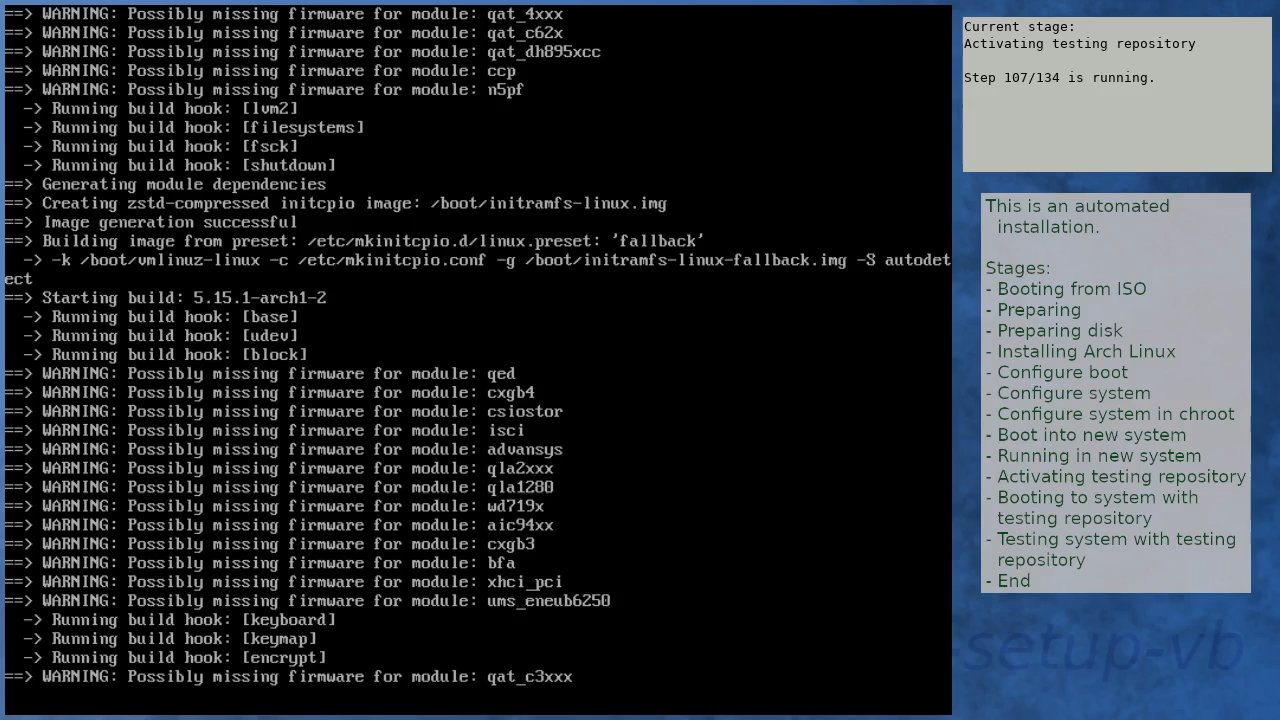 ==> WARNING: Possibly missing firmware for module: qat_4xxx
==> WARNING: Possibly missing firmware for module: qat_c62x
==> WARNING: Possibly missing firmware for module: qat_dh895xcc
==> WARNING: Possibly missing firmware for module: ccp
==> WARNING: Possibly missing firmware for module: n5pf
  -> Running build hook: [lvm2]
  -> Running build hook: [filesystems]
  -> Running build hook: [fsck]
  -> Running build hook: [shutdown]
==> Generating module dependencies
==> Creating zstd-compressed initcpio image: /boot/initramfs-linux.img
==> Image generation successful
==> Building image from preset: /etc/mkinitcpio.d/linux.preset: 'fallback'
  -> -k /boot/vmlinuz-linux -c /etc/mkinitcpio.conf -g /boot/initramfs-linux-fallback.img -S autodet
ect
==> Starting build: 5.15.1-arch1-2
  -> Running build hook: [base]
  -> Running build hook: [udev]
  -> Running build hook: [block]
==> WARNING: Possibly missing firmware for module: qed
==> WARNING: Possibly missing firmware for module: cxgb4
==> WARNING: Possibly missing firmware for module: csiostor
==> WARNING: Possibly missing firmware for module: isci
==> WARNING: Possibly missing firmware for module: advansys
==> WARNING: Possibly missing firmware for module: qla2xxx
==> WARNING: Possibly missing firmware for module: qla1280
==> WARNING: Possibly missing firmware for module: wd719x
==> WARNING: Possibly missing firmware for module: aic94xx
==> WARNING: Possibly missing firmware for module: cxgb3
==> WARNING: Possibly missing firmware for module: bfa
==> WARNING: Possibly missing firmware for module: xhci_pci
==> WARNING: Possibly missing firmware for module: ums_eneub6250
  -> Running build hook: [keyboard]
  -> Running build hook: [keymap]
  -> Running build hook: [encrypt]
==> WARNING: Possibly missing firmware for module: qat_c3xxx
Current stage:
Activating testing repository
Step 107/134 is running.
This is an automated
installation.
Stages:
- Booting from ISO
- Preparing
- Preparing disk
- Installing Arch Linux
- Configure boot
- Configure system
- Configure system in chroot
- Boot into new system
- Running in new system
- Activating testing repository
- Booting to system with
testing repository
- Testing system with testing
repository
- End
-setup-vb